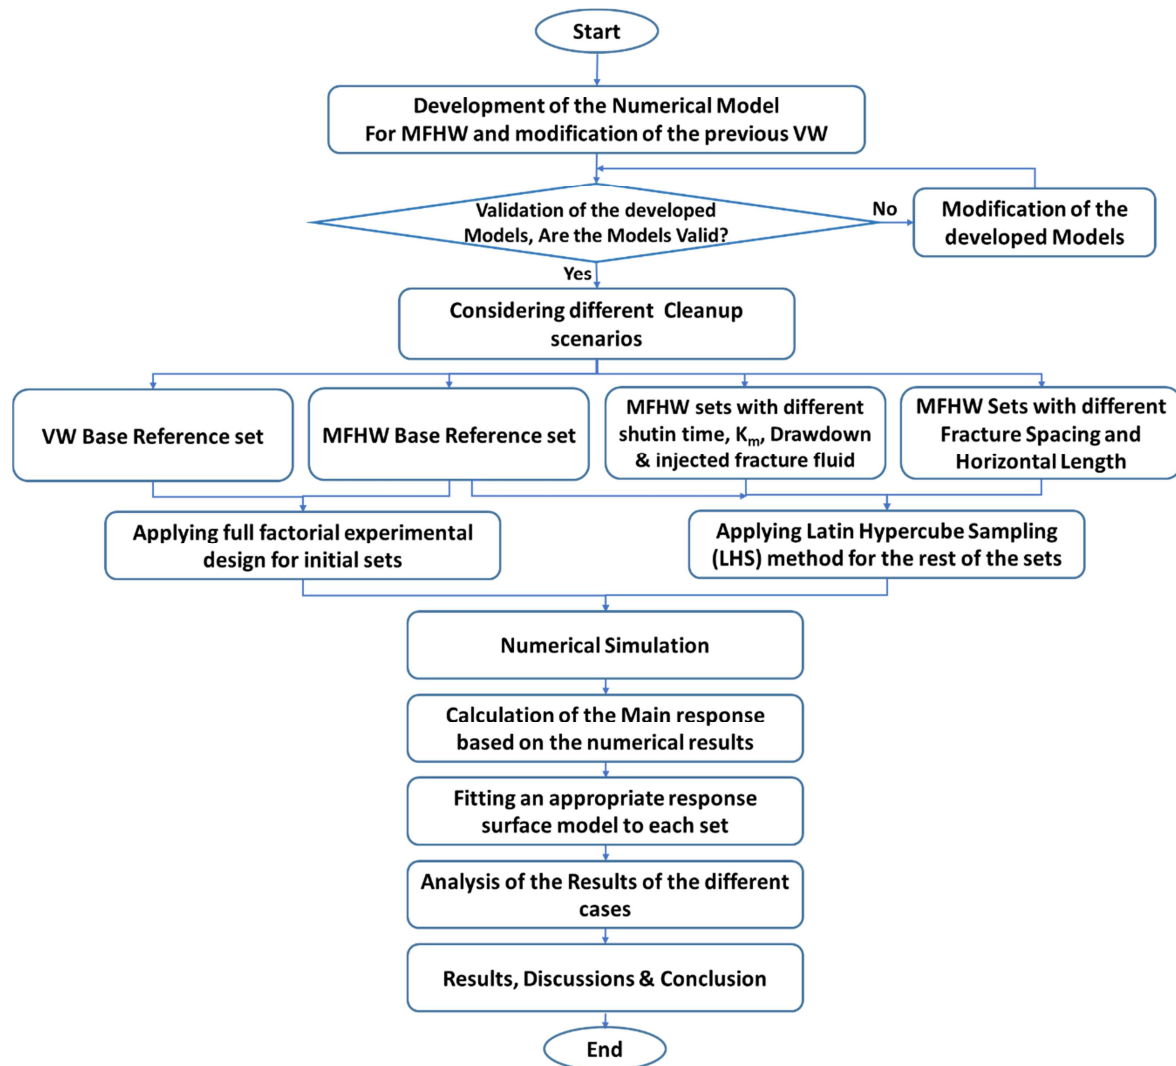 Start
Development of the Numerical Model
For MFHW and modification of the previous VW
Validation of the developed
Models, Are the Models Valid?
No
Modification of the
developed Models
Yes
Considering different Cleanup
scenarios
VW Base Reference set
MFHW Base Reference set
MFHW sets with different
shutin time, Km, Drawdown
& injected fracture fluid
MFHW Sets with different
Fracture Spacing and
Horizontal Length
Applying full factorial experimental
design for initial sets
Applying Latin Hypercube Sampling
(LHS) method for the rest of the sets
Numerical Simulation
Calculation of the Main response
based on the numerical results
Fitting an appropriate response
surface model to each set
Analysis of the Results of the different
cases
Results, Discussions & Conclusion
End